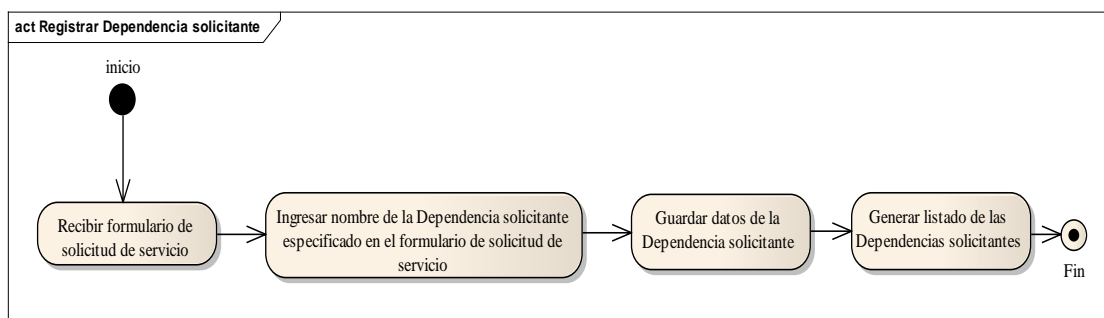 act Registrar Dependencia solicitante
inicio
Recibir formulario de
solicitud de servicio
Ingresar nombre de la Dependencia solicitante
especificado en el formulario de solicitud de
servicio
Guardar datos de la
Dependencia solicitante
Generar listado de las
Dependencias solicitantes
Fin